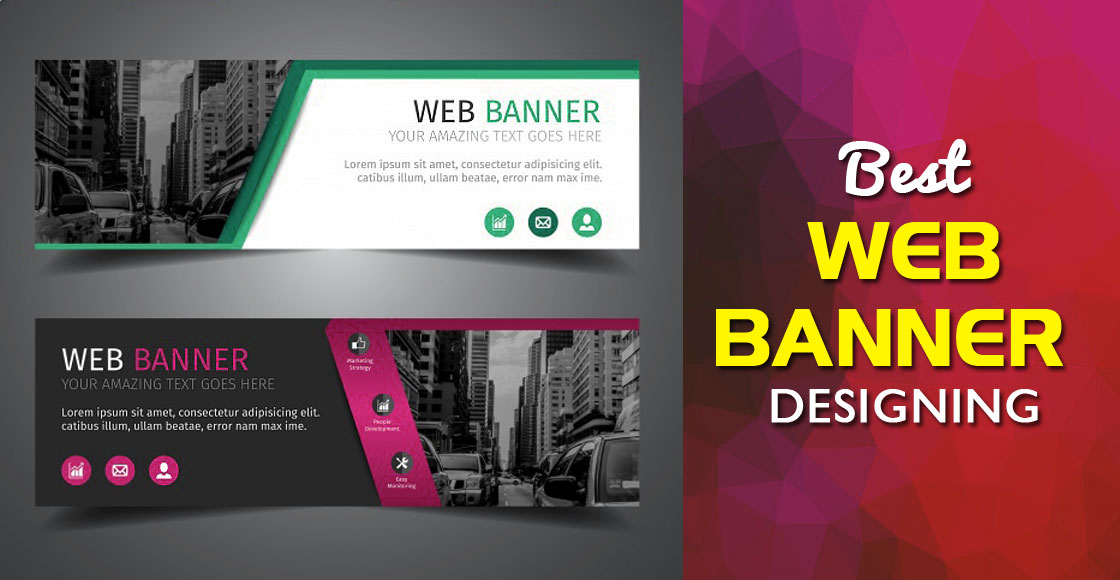 WEB BANNER
YOUR AMAZING TEXT GOES HERE
Lorem ipsum sit amet, consectetur adipisicing elit.
catibus illum, veritatem beatae, error nam max ime.
WEB BANNER
YOUR AMAZING TEXT GOES HERE
Lorem ipsum sit amet, consectetur adipisicing elit.
catibus illum, veritatem beatae, error nam max ime.
Marketing
Strategy
People
Development
Easy
Monitoring
Best
WEB
BANNER
DESIGNING